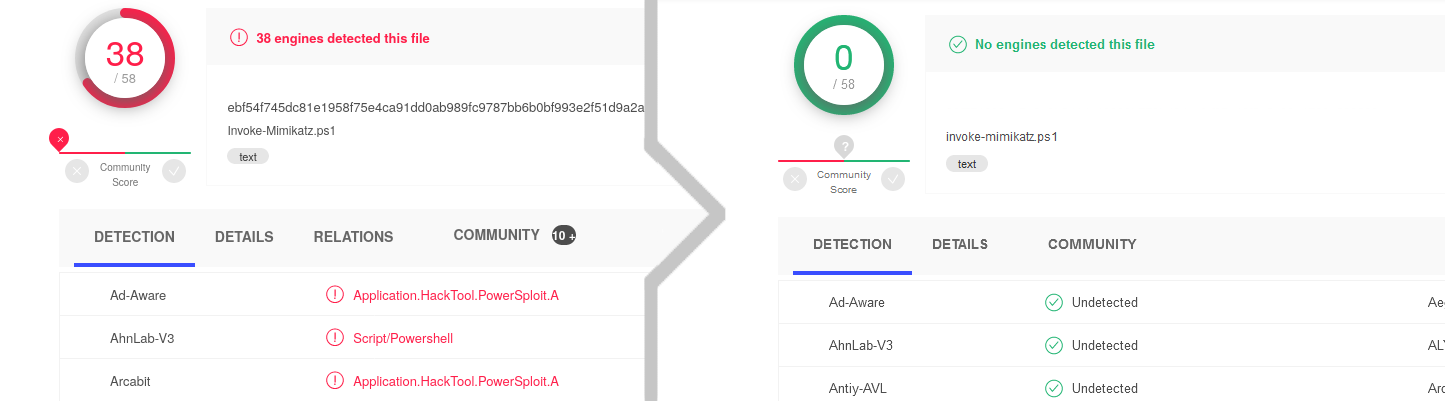 38
/ 58
38 engines detected this file
ebf54f745dc81e1958f75e4ca91dd0ab989fc9787bb6b0bf993e2f51d9a2a
Invoke-Mimikatz.ps1
text
Community
Score
DETECTION DETAILS RELATIONS COMMUNITY 10 +
Ad-Aware Application.HackTool.PowerSploit.A
AhnLab-V3 Script/Powershell
Arcabit Application.HackTool.PowerSploit.A
0
/ 58
No engines detected this file
invoke-mimikatz.ps1
text
?
Community
Score
DETECTION DETAILS COMMUNITY
Ad-Aware Undetected
AhnLab-V3 Undetected
Antiy-AVL Undetected